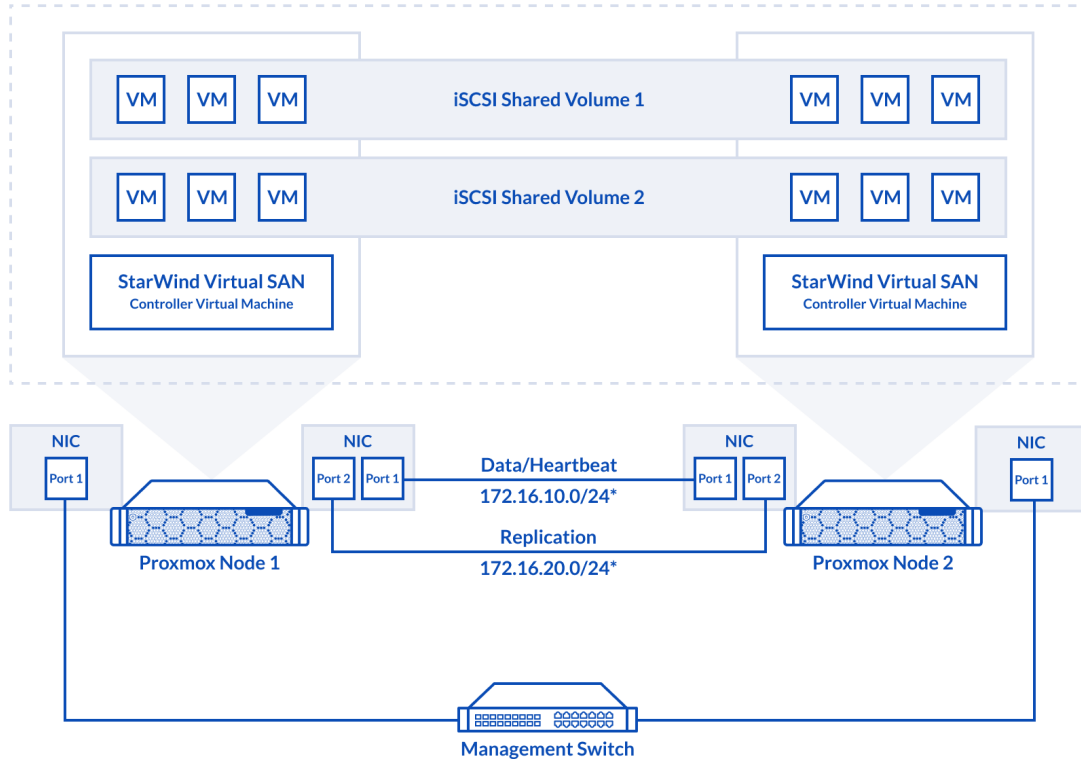 VM VM VM iSCSI Shared Volume 1 VM VM VM
VM VM VM iSCSI Shared Volume 2 VM VM VM
StarWind Virtual SAN
Controller Virtual Machine
StarWind Virtual SAN
Controller Virtual Machine
NIC
Port 1
NIC
Port 2 Port 1
Data/Heartbeat
172.16.10.0/24*
Replication
172.16.20.0/24*
NIC
Port 1 Port 2
NIC
Port 1
Proxmox Node 1
Proxmox Node 2
Management Switch